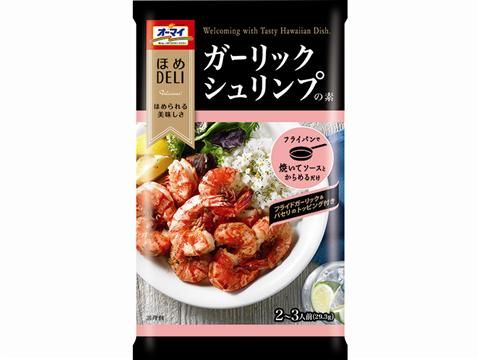 Welcoming with Tasty Hawaiian Dish.
オーマイ
ほめ
DELI
Welcome!
ほめられる
美味しさ
ガーリック
シュリンプの素
フライパンで
焼いてソースと
からめるだけ
フライドガーリック&
パセリのトッピング付き
調理例
2〜3人前(29.3g)